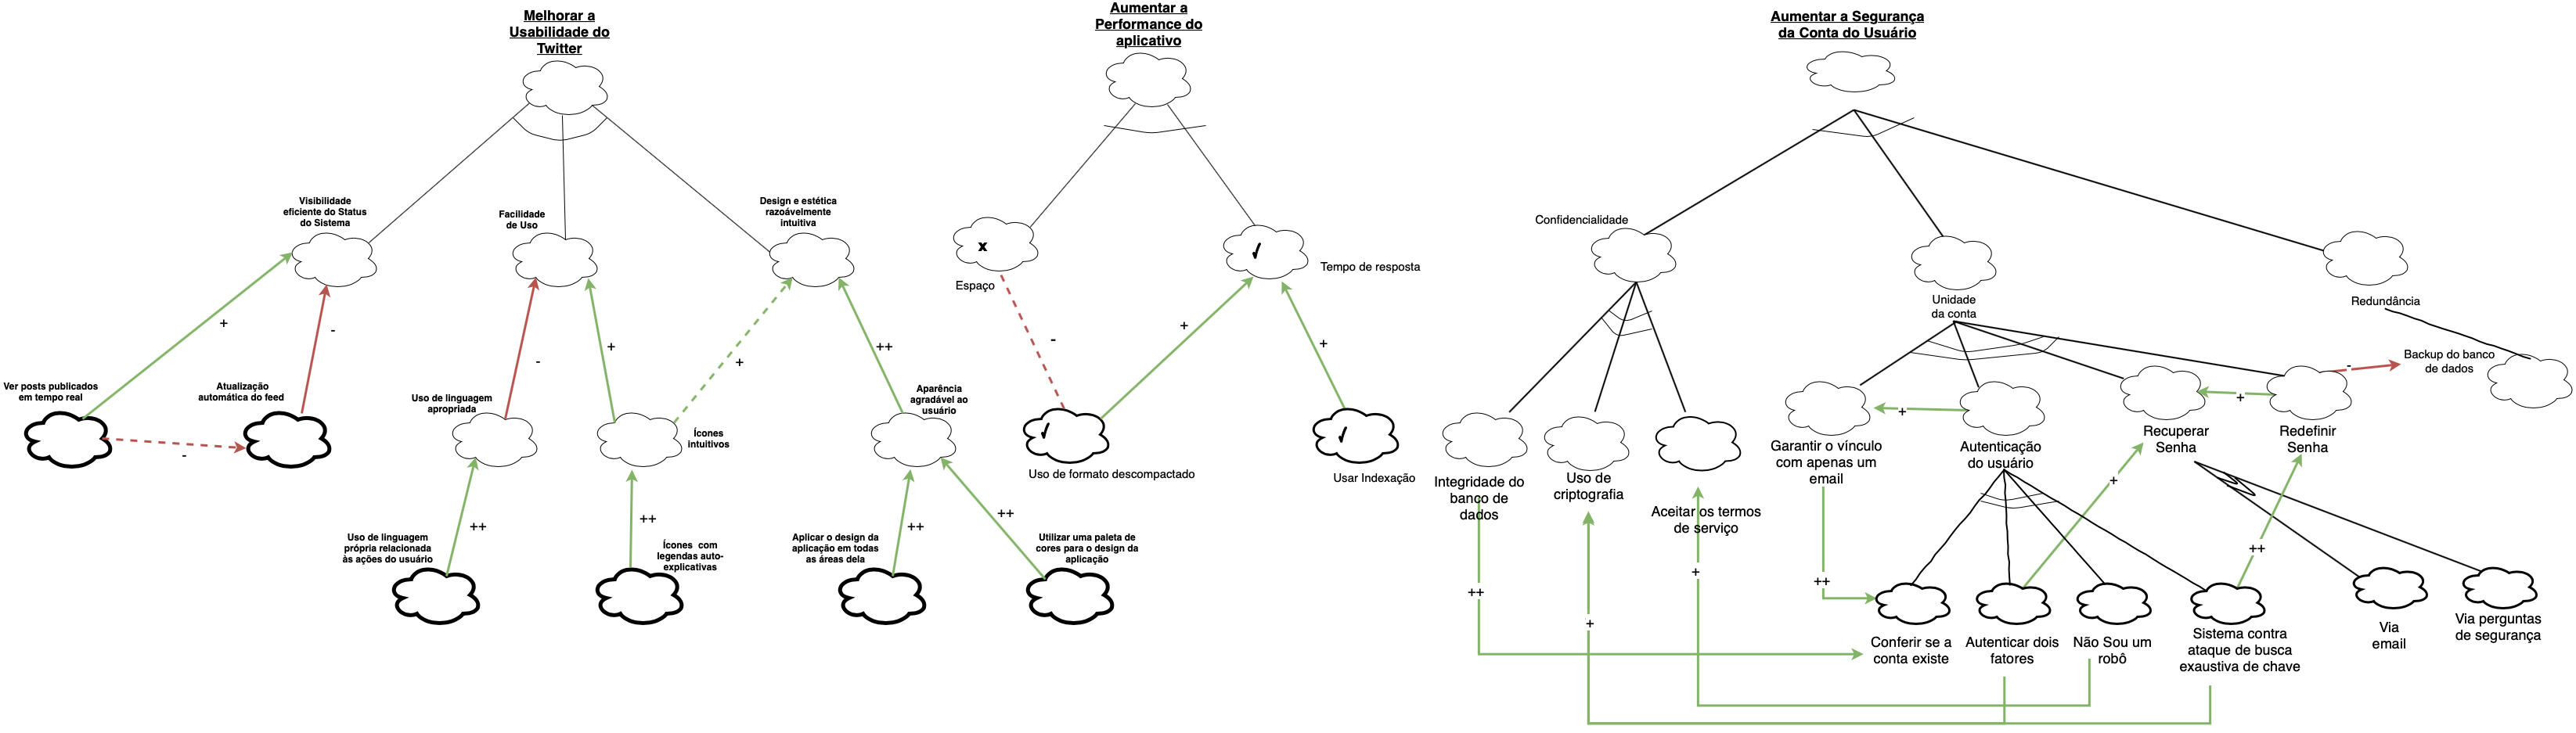 Melhorar a
Usabilidade do
Twitter
Visibilidade
eficiente do Status
do Sistema
Facilidade
de Uso
Design e estética
razoávelmente
intuitiva
+
-
-
+
+
++
Ver posts publicados
em tempo real
Atualização
automática do feed
-
Uso de linguagem
apropriada
Ícones
intuitivos
Aparência
agradável ao
usuário
++
++
++
++
Uso de linguagem
própria relacionada
às ações do usuário
Ícones com
legendas auto-
explicativas
Aplicar o design da
aplicação em todas
as áreas dela
Utilizar uma paleta de
cores para o design da
aplicação
Aumentar a
Performance do
aplicativo
x
✓
Espaço
Tempo de resposta
-
+
+
✓
✓
Uso de formato descompactado
Usar Indexação
Aumentar a Segurança
da Conta do Usuário
Confidencialidade
Unidade
da conta
Redundância
Backup do banco
de dados
-
+
+
Integridade do
banco de
dados
Uso de
criptografia
Aceitar os termos
de serviço
Garantir o vínculo
com apenas um
email
Autenticação
do usuário
Recuperar
Senha
Redefinir
Senha
+
++
++
++
+
+
Conferir se a
conta existe
Autenticar dois
fatores
Não Sou um
robô
Sistema contra
ataque de busca
exaustiva de chave
Via
email
Via perguntas
de segurança